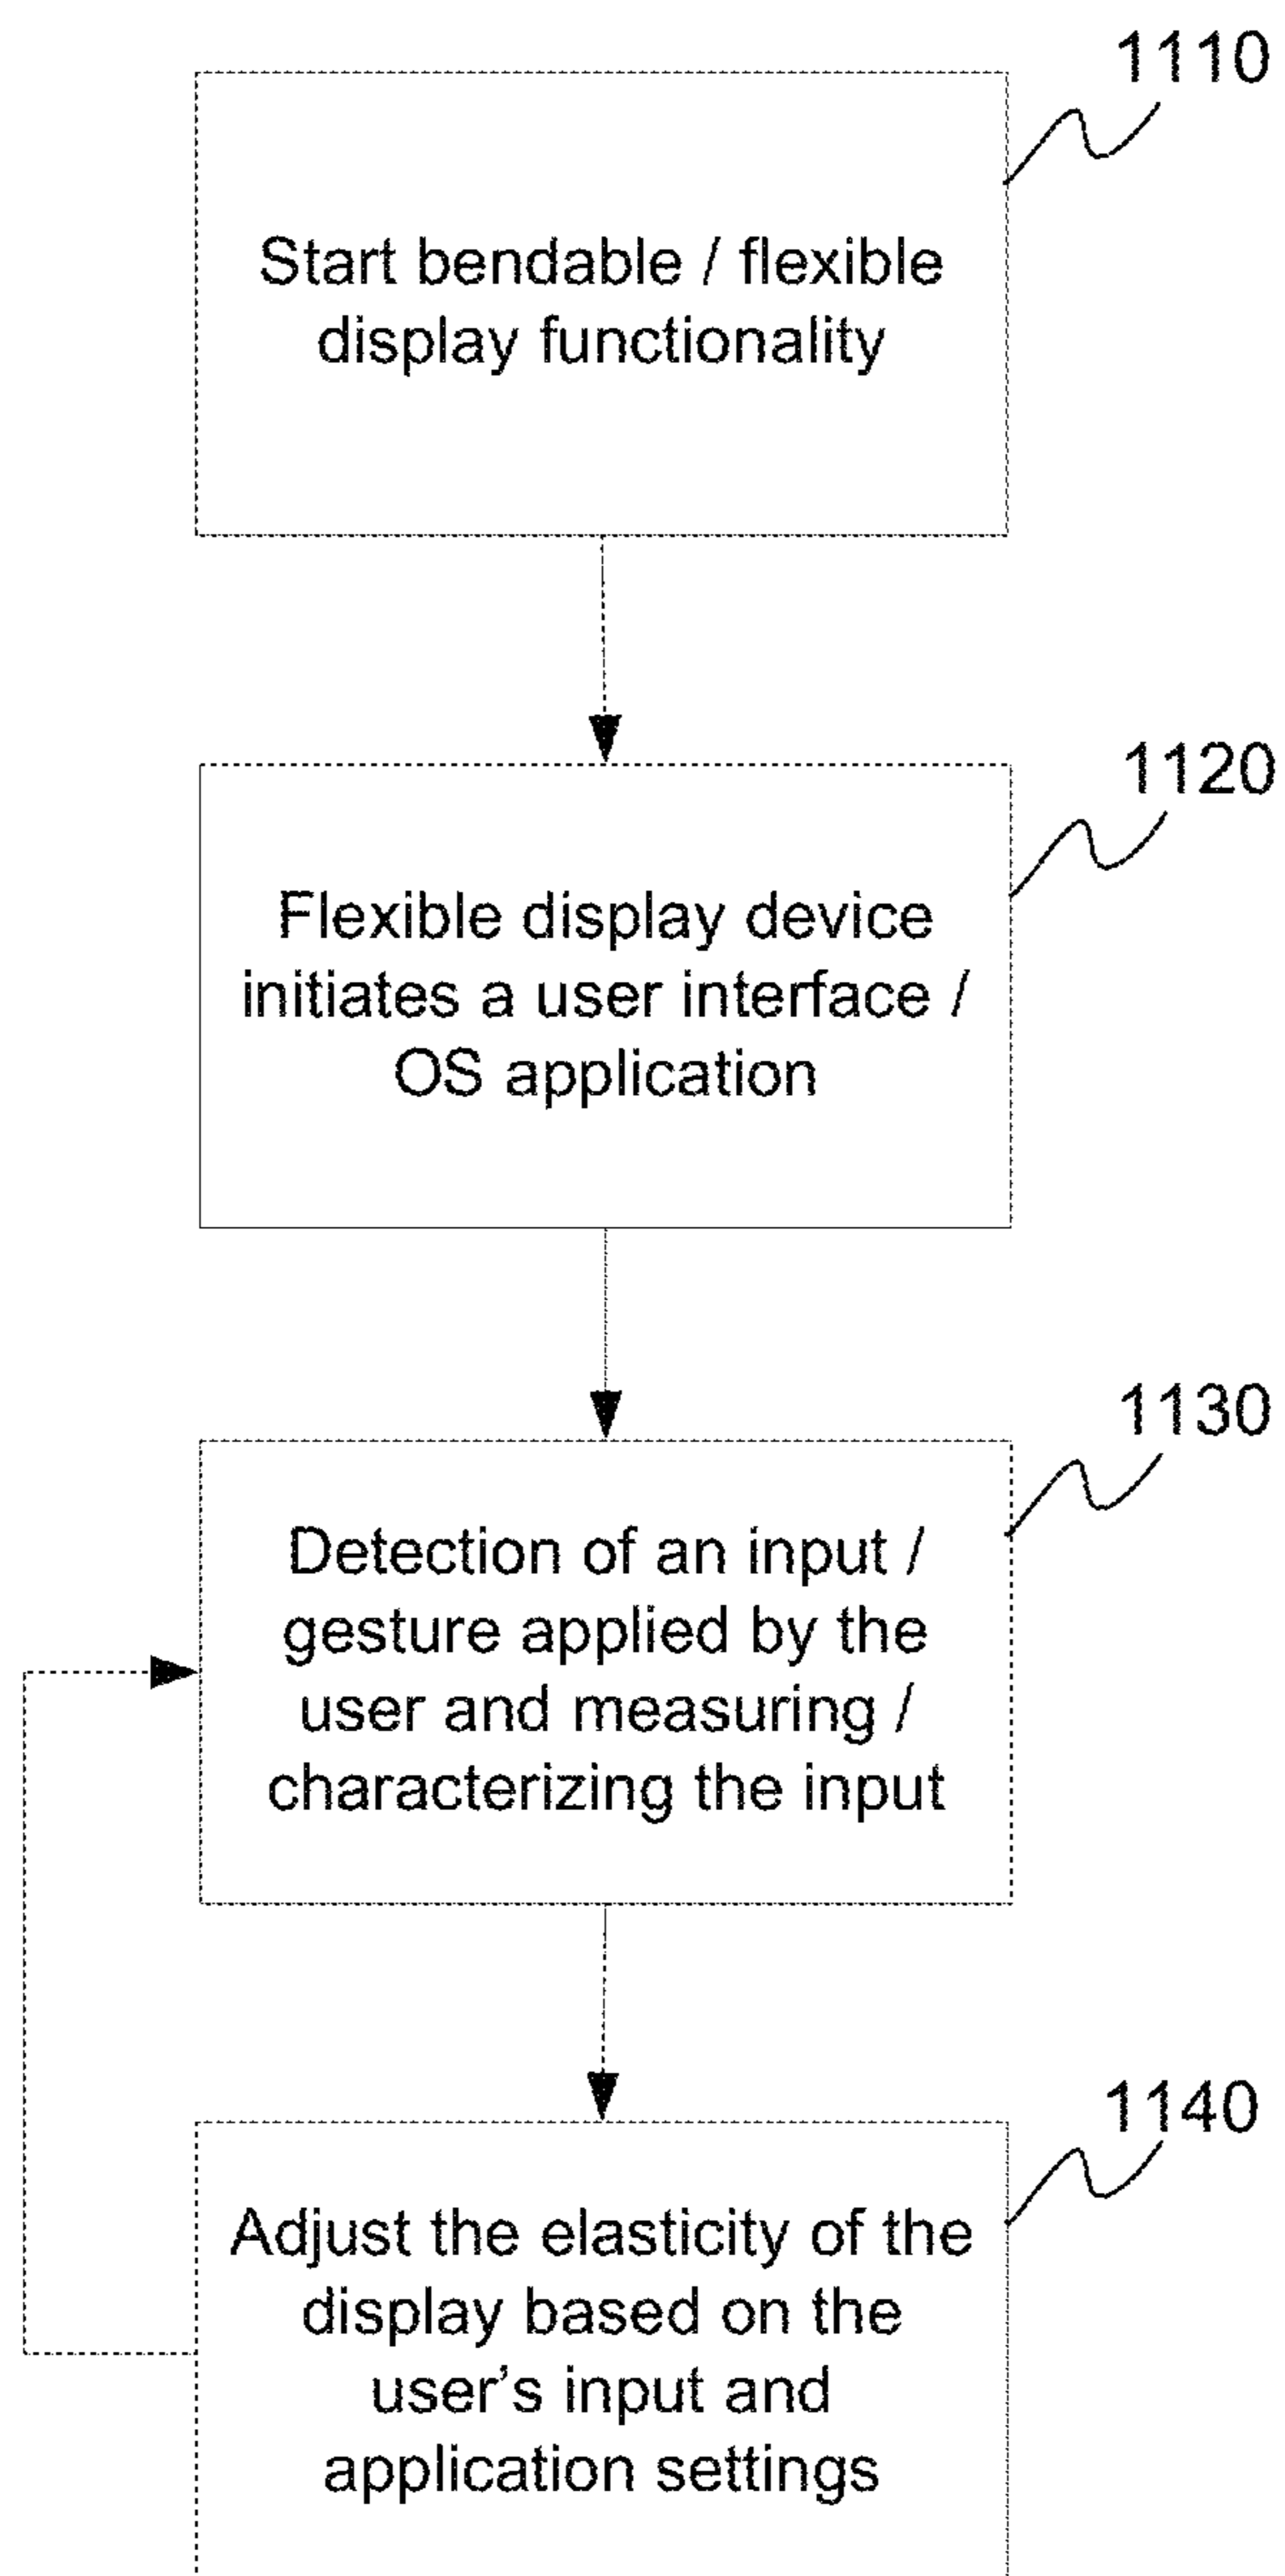 1110
Start bendable / flexible
display functionality
1120
Flexible display device
initiates a user interface /
OS application
1130
Detection of an input /
gesture applied by the
user and measuring /
characterizing the input
1140
Adjust the elasticity of the
display based on the
user's input and
application settings